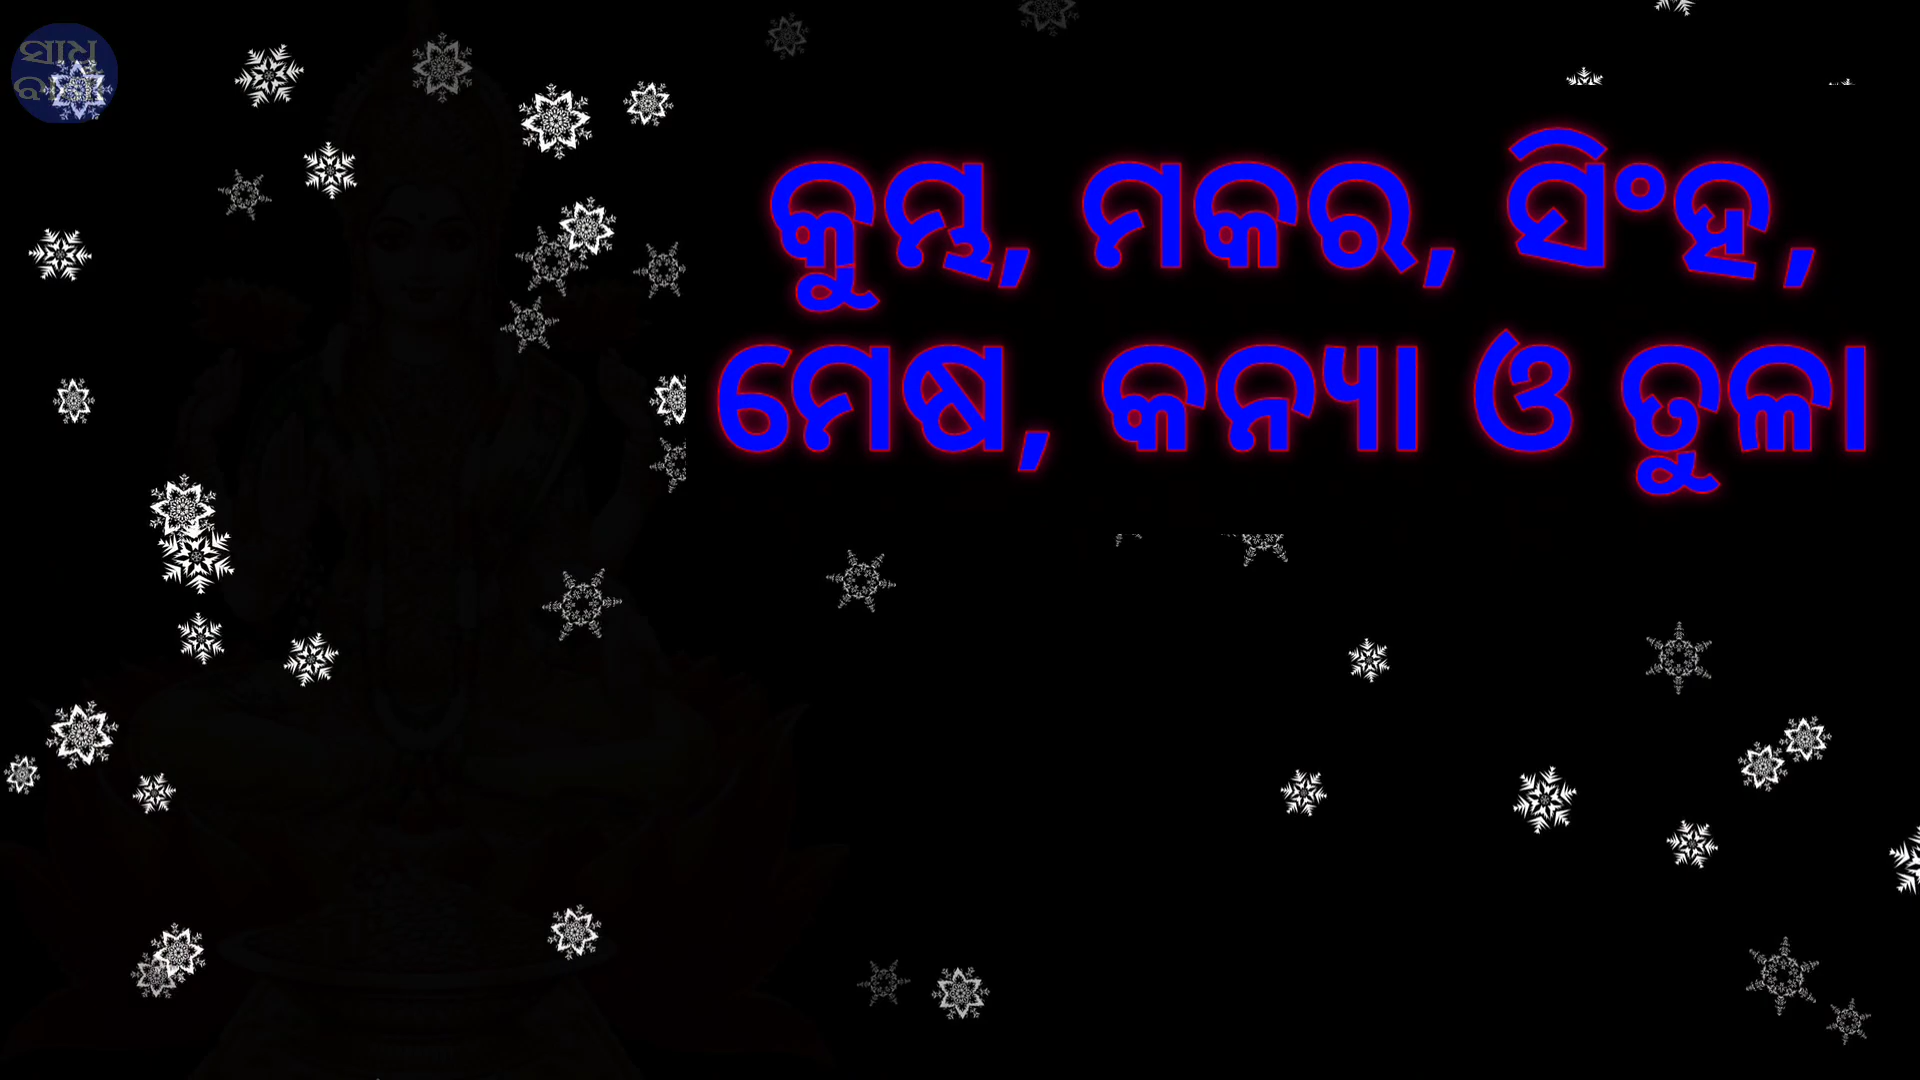 ସାଧ
କୁମ୍ଭ, ମକର, ସିଂହ,
ମେଷ, କନ୍ୟା ଓ ତୁଳା